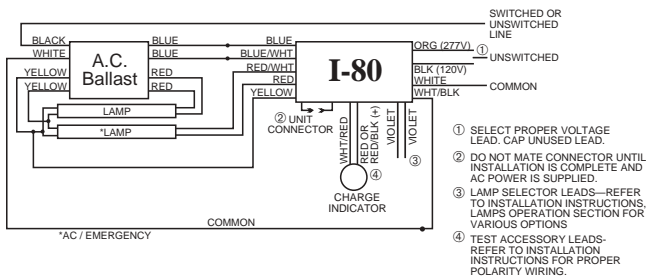 SWITCHED OR
UNSWITCHED
LINE
BLACK
BLUE
BLUE
ORG (277V)
①
WHITE
A.C.
Ballast
BLUE
BLUE/WHT
I-80
UNSWITCHED
YELLOW
RED
RED/WHT
BLK (120V)
YELLOW
RED
RED
WHITE
COMMON
YELLOW
WHT/BLK
LAMP
*LAMP
② UNIT
CONNECTOR
WHT/RED
RED OR
RED/BLK (+)
VIOLET
VIOLET
③
④
CHARGE
INDICATOR
COMMON
*AC / EMERGENCY
① SELECT PROPER VOLTAGE
LEAD. CAP UNUSED LEAD.
② DO NOT MATE CONNECTOR UNTIL
INSTALLATION IS COMPLETE AND
AC POWER IS SUPPLIED.
③ LAMP SELECTOR LEADS—REFER
TO INSTALLATION INSTRUCTIONS,
LAMPS OPERATION SECTION FOR
VARIOUS OPTIONS
④ TEST ACCESSORY LEADS-
REFER TO INSTALLATION
INSTRUCTIONS FOR PROPER
POLARITY WIRING.